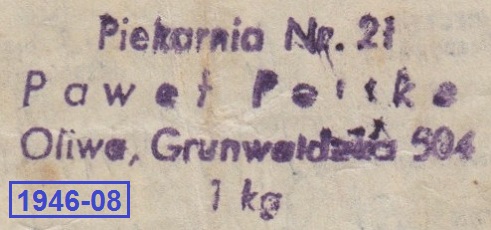 Piekarnia Nr. 21
Paweł
Oliwa, Grunwaldzka 504
1 kg
1946-08